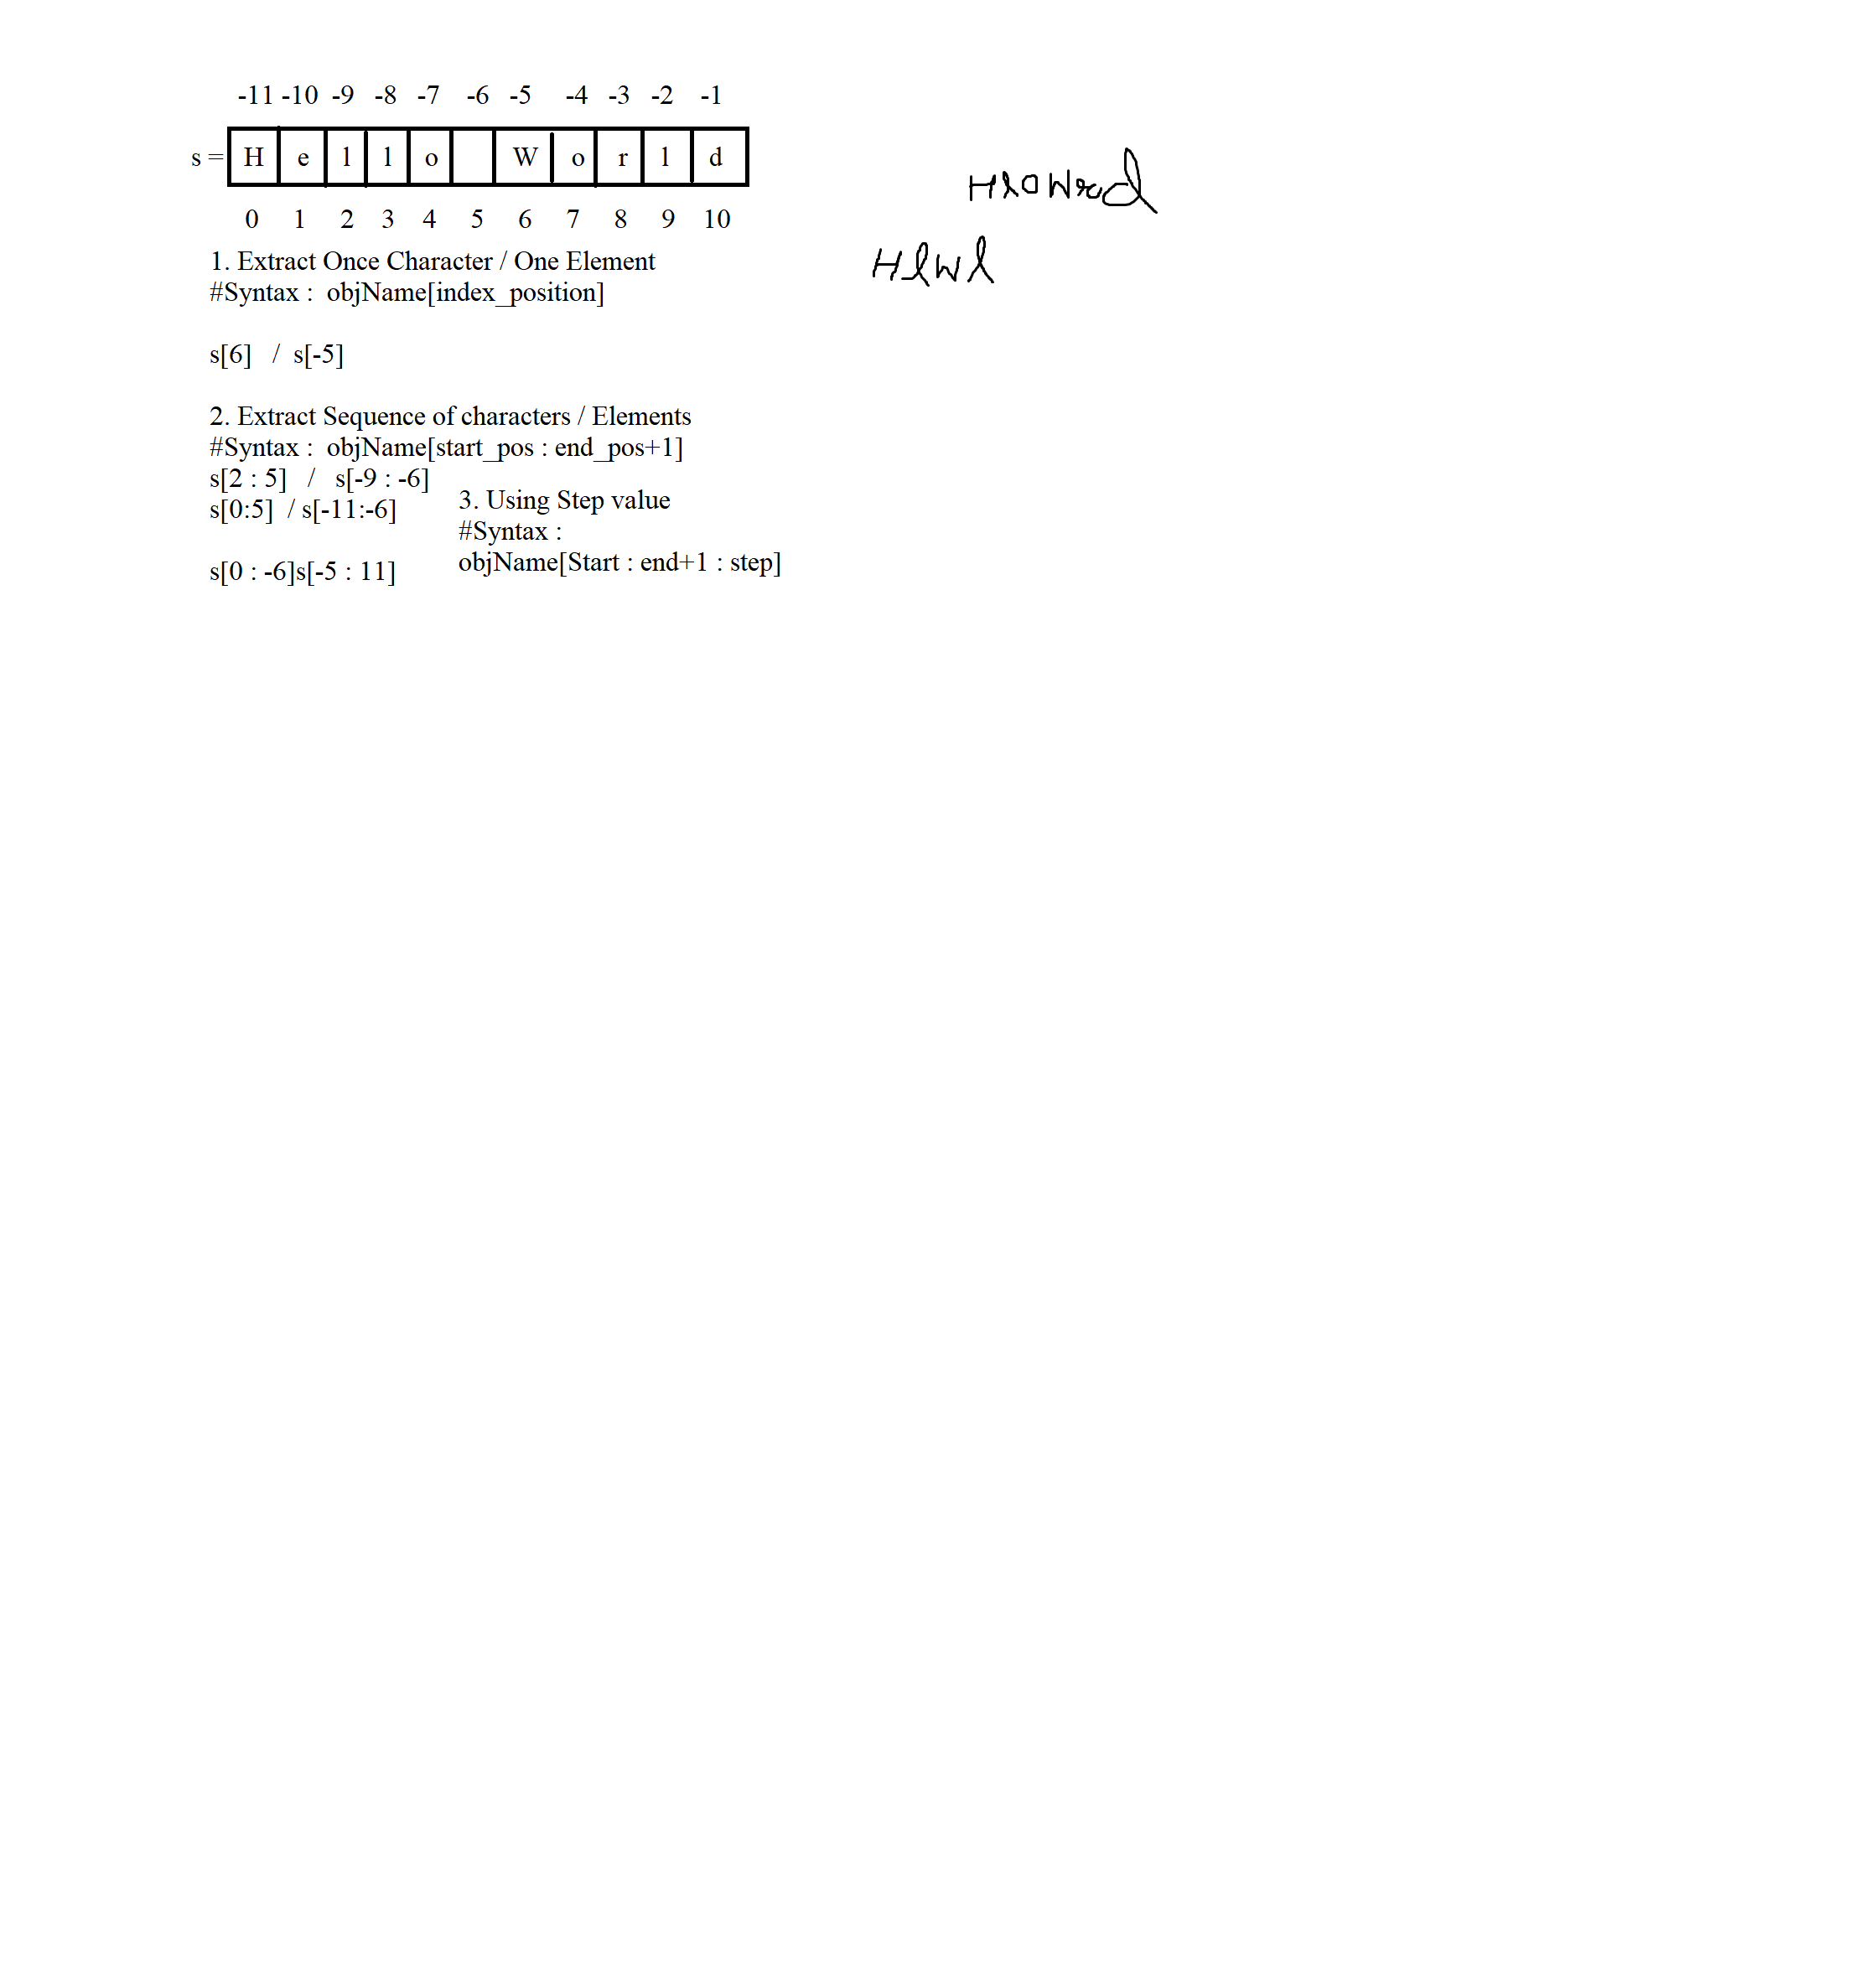 -11 -10 -9 -8 -7 -6 -5 -4 -3 -2 -1
s = H e l l o W o r l d
0 1 2 3 4 5 6 7 8 9 10
HloWrd
HlWl
1. Extract Once Character / One Element
#Syntax : objName[index_position]
s[6] / s[-5]
2. Extract Sequence of characters / Elements
#Syntax : objName[start_pos : end_pos+1]
s[2 : 5] / s[-9 : -6]
s[0:5] / s[-11:-6]
s[0 : -6]s[-5 : 11]
3. Using Step value
#Syntax :
objName[Start : end+1 : step]